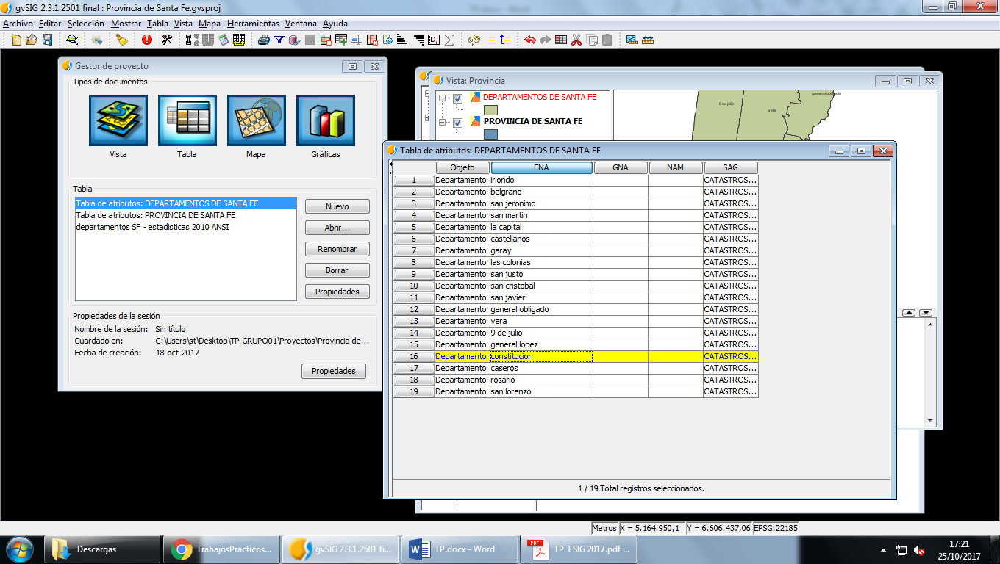 gvSIG 2.3.1.2501 final : Provincia de Santa Fe.gvsproj
Archivo Editar Selección Mostrar Tabla Vista Mapa Herramientas Ventana Ayuda
Gestor de proyecto
Tipos de documentos
Vista Tabla Mapa Gráficas
Tabla
Tabla de atributos: DEPARTAMENTOS DE SANTA FE
Tabla de atributos: PROVINCIA DE SANTA FE
departamentos SF - estadisticas 2010 ANSI
Nuevo
Abrir...
Renombrar
Borrar
Propiedades
Propiedades de la sesión
Nombre de la sesión: Sin título
Guardado en: C:\Users\st\Desktop\TP-GRUPO01\Proyectos\Provincia de...
Fecha de creación: 18-oct-2017
Propiedades
Vista: Provincia
DEPARTAMENTOS DE SANTA FE
PROVINCIA DE SANTA FE
general obligado
9 de julio
vera
Tabla de atributos: DEPARTAMENTOS DE SANTA FE
Objeto FNA GNA NAM SAG
1 Departamento iriondo CATASTROS...
2 Departamento belgrano CATASTROS...
3 Departamento san jeronimo CATASTROS...
4 Departamento san martin CATASTROS...
5 Departamento la capital CATASTROS...
6 Departamento castellanos CATASTROS...
7 Departamento garay CATASTROS...
8 Departamento las colonias CATASTROS...
9 Departamento san justo CATASTROS...
10 Departamento san cristobal CATASTROS...
11 Departamento san javier CATASTROS...
12 Departamento general obligado CATASTROS...
13 Departamento vera CATASTROS...
14 Departamento 9 de julio CATASTROS...
15 Departamento general lopez CATASTROS...
16 Departamento constitucion CATASTROS...
17 Departamento caseros CATASTROS...
18 Departamento rosario CATASTROS...
19 Departamento san lorenzo CATASTROS...
1 / 19 Total registros seleccionados.
Metros X = 5.164.950,1 Y = 6.606.437,06 EPSG:22185
Descargas
TrabajosPracticos...
gvSIG 2.3.1.2501 fi...
TP.docx - Word
PDF
TP 3 SIG 2017.pdf ...
17:21
25/10/2017